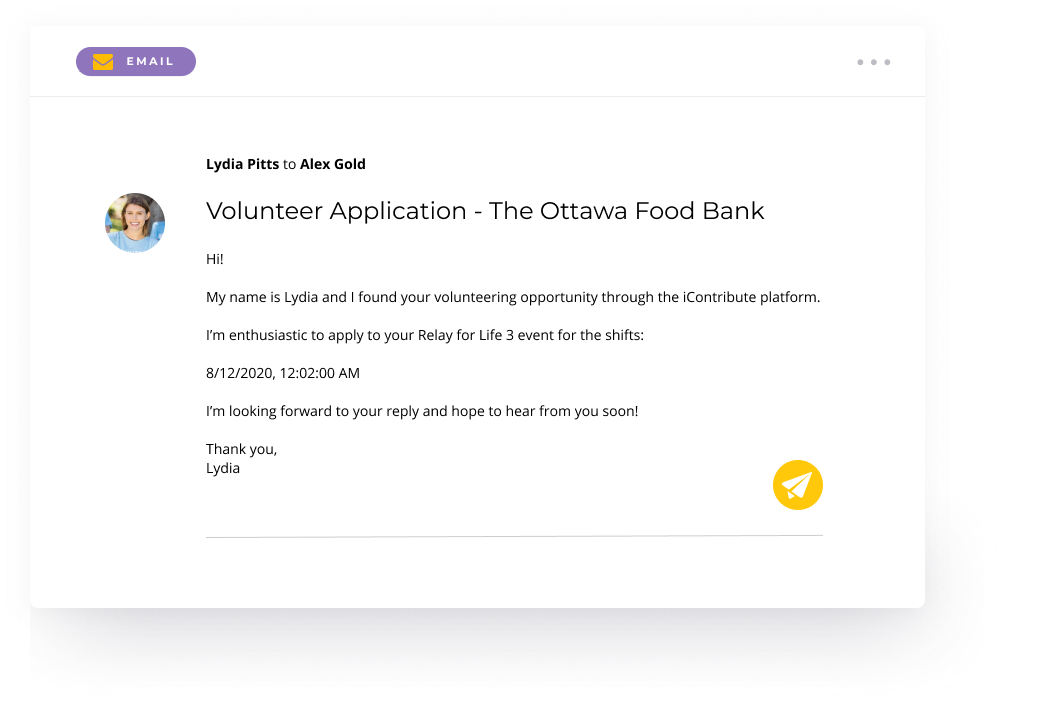 EMAIL
Lydia Pitts to Alex Gold
Volunteer Application - The Ottawa Food Bank
Hi!
My name is Lydia and I found your volunteering opportunity through the iContribute platform.
I’m enthusiastic to apply to your Relay for Life 3 event for the shifts:
8/12/2020, 12:02:00 AM
I’m looking forward to your reply and hope to hear from you soon!
Thank you,
Lydia